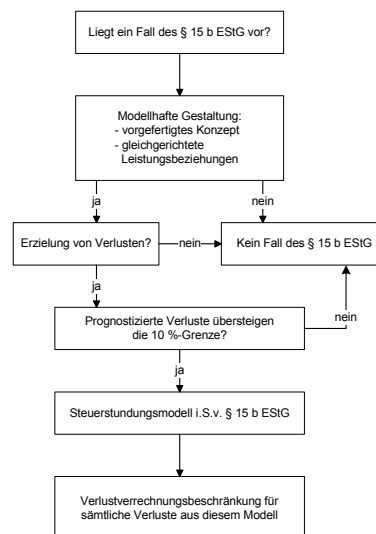 Liegt ein Fall des § 15 b EStG vor?
Modellhafte Gestaltung:
- vorgefertigtes Konzept
- gleichgerichtete
Leistungsbeziehungen
ja
nein
Erzielung von Verlusten?
nein
Kein Fall des § 15 b EStG
ja
nein
Prognostizierte Verluste übersteigen
die 10 %-Grenze?
ja
Steuerstundungsmodell i.S.v. § 15 b EStG
Verlustverrechnungsbeschränkung für
sämtliche Verluste aus diesem Modell